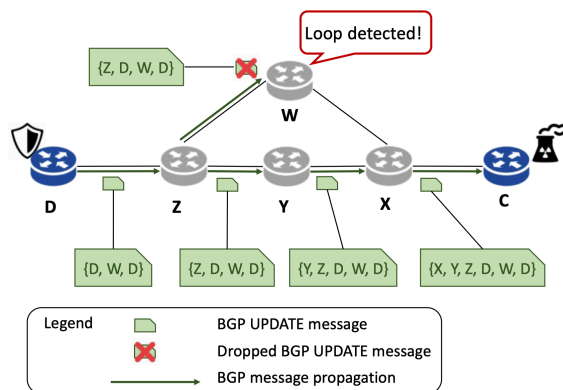 Loop detected!
{Z, D, W, D}
W
D
Z
Y
X
C
{D, W, D}
{Z, D, W, D}
{Y, Z, D, W, D}
{X, Y, Z, D, W, D}
Legend
BGP UPDATE message
Dropped BGP UPDATE message
BGP message propagation